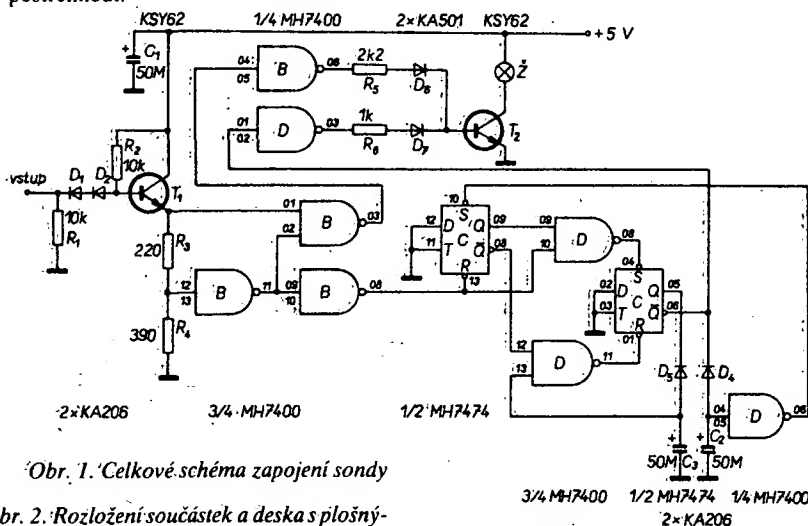 KSY62 1/4 MH7400 2×KA501 KSY62
+5 V
+ C1
50M
04
05
B
06
2k2
R5
D6
Ž
01
02
D
03
1k
R6
D7
T2
R2
10k
vstup
D1
D2
T1
10k
R1
220
R3
390
R4
01
02
B
03
12
13
B
11
09
10
B
08
10
S
12 D
C
Q 09
11 T
Q̄ 08
R
13
09
10
D
08
12
13
D
11
04
S
02 D
C
Q 05
03 T
Q̄ 06
R
01
D5
D4
04
05
D
06
+ C3
50M
+ C2
50M
2×KA206 3/4 MH7400 1/2 MH7474
Obr. 1. Celkové schéma zapojení sondy
3/4 MH7400 1/2 MH7474 1/4 MH7400
2×KA206
br. 2. Rozložení součástek a deska s plošný-